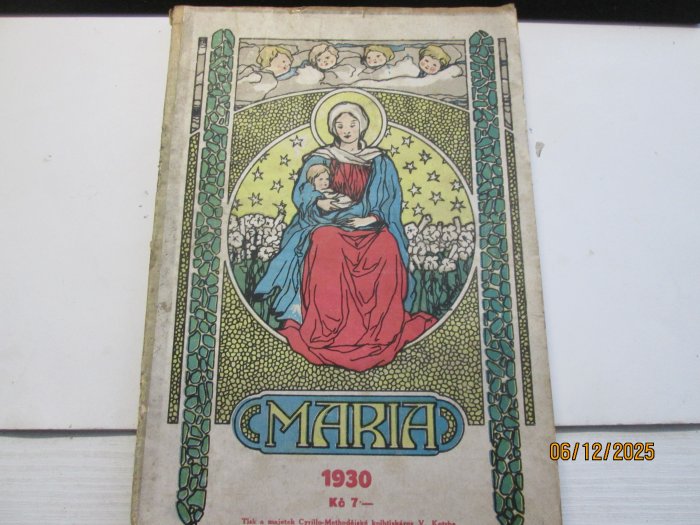 MARIA
1930
Kč 7·—
Tisk a majetek Cyrillo-Methodějské knihtiskárny V. Kotrba
06/12/2025